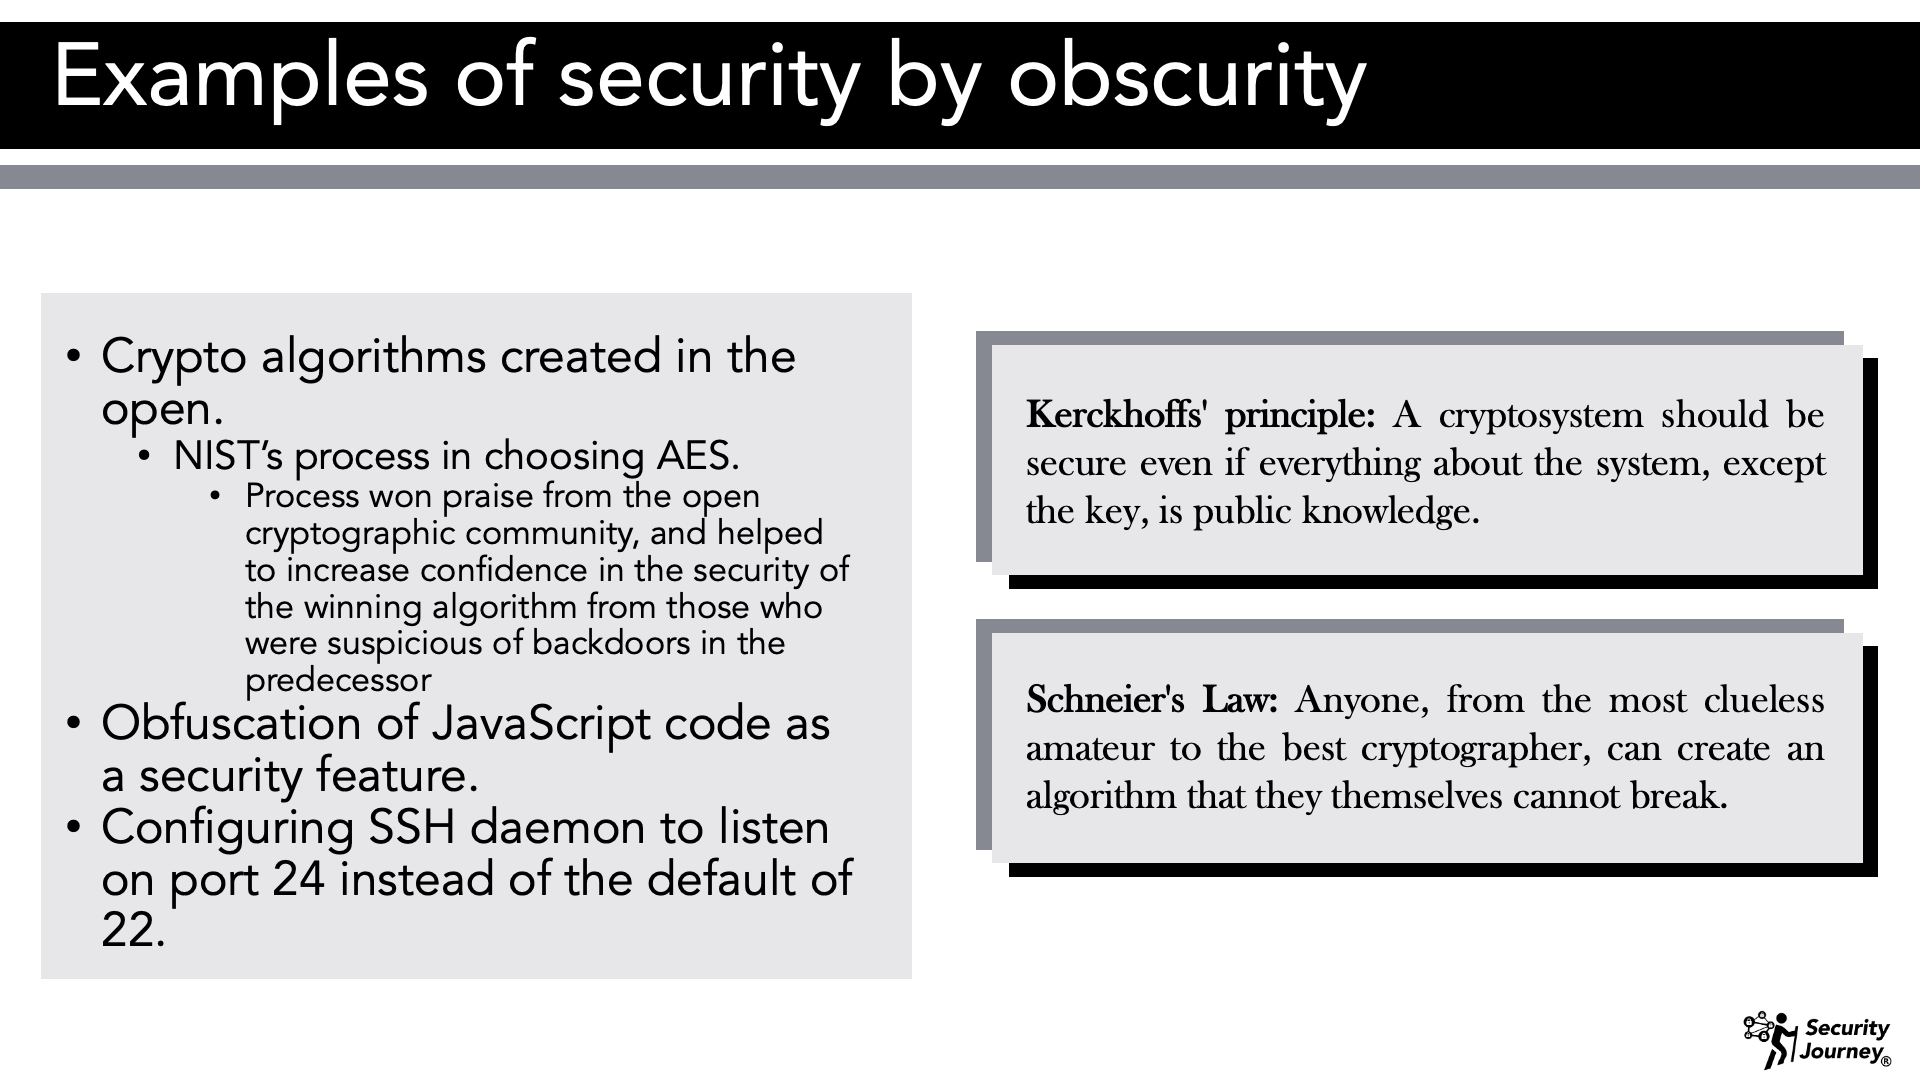 Examples of security by obscurity
• Crypto algorithms created in the
open.
• NIST’s process in choosing AES.
• Process won praise from the open
cryptographic community, and helped
to increase confidence in the security of
the winning algorithm from those who
were suspicious of backdoors in the
predecessor
• Obfuscation of JavaScript code as
a security feature.
• Configuring SSH daemon to listen
on port 24 instead of the default of
22.
Kerckhoffs' principle: A cryptosystem should be
secure even if everything about the system, except
the key, is public knowledge.
Schneier's Law: Anyone, from the most clueless
amateur to the best cryptographer, can create an
algorithm that they themselves cannot break.
Security
Journey®